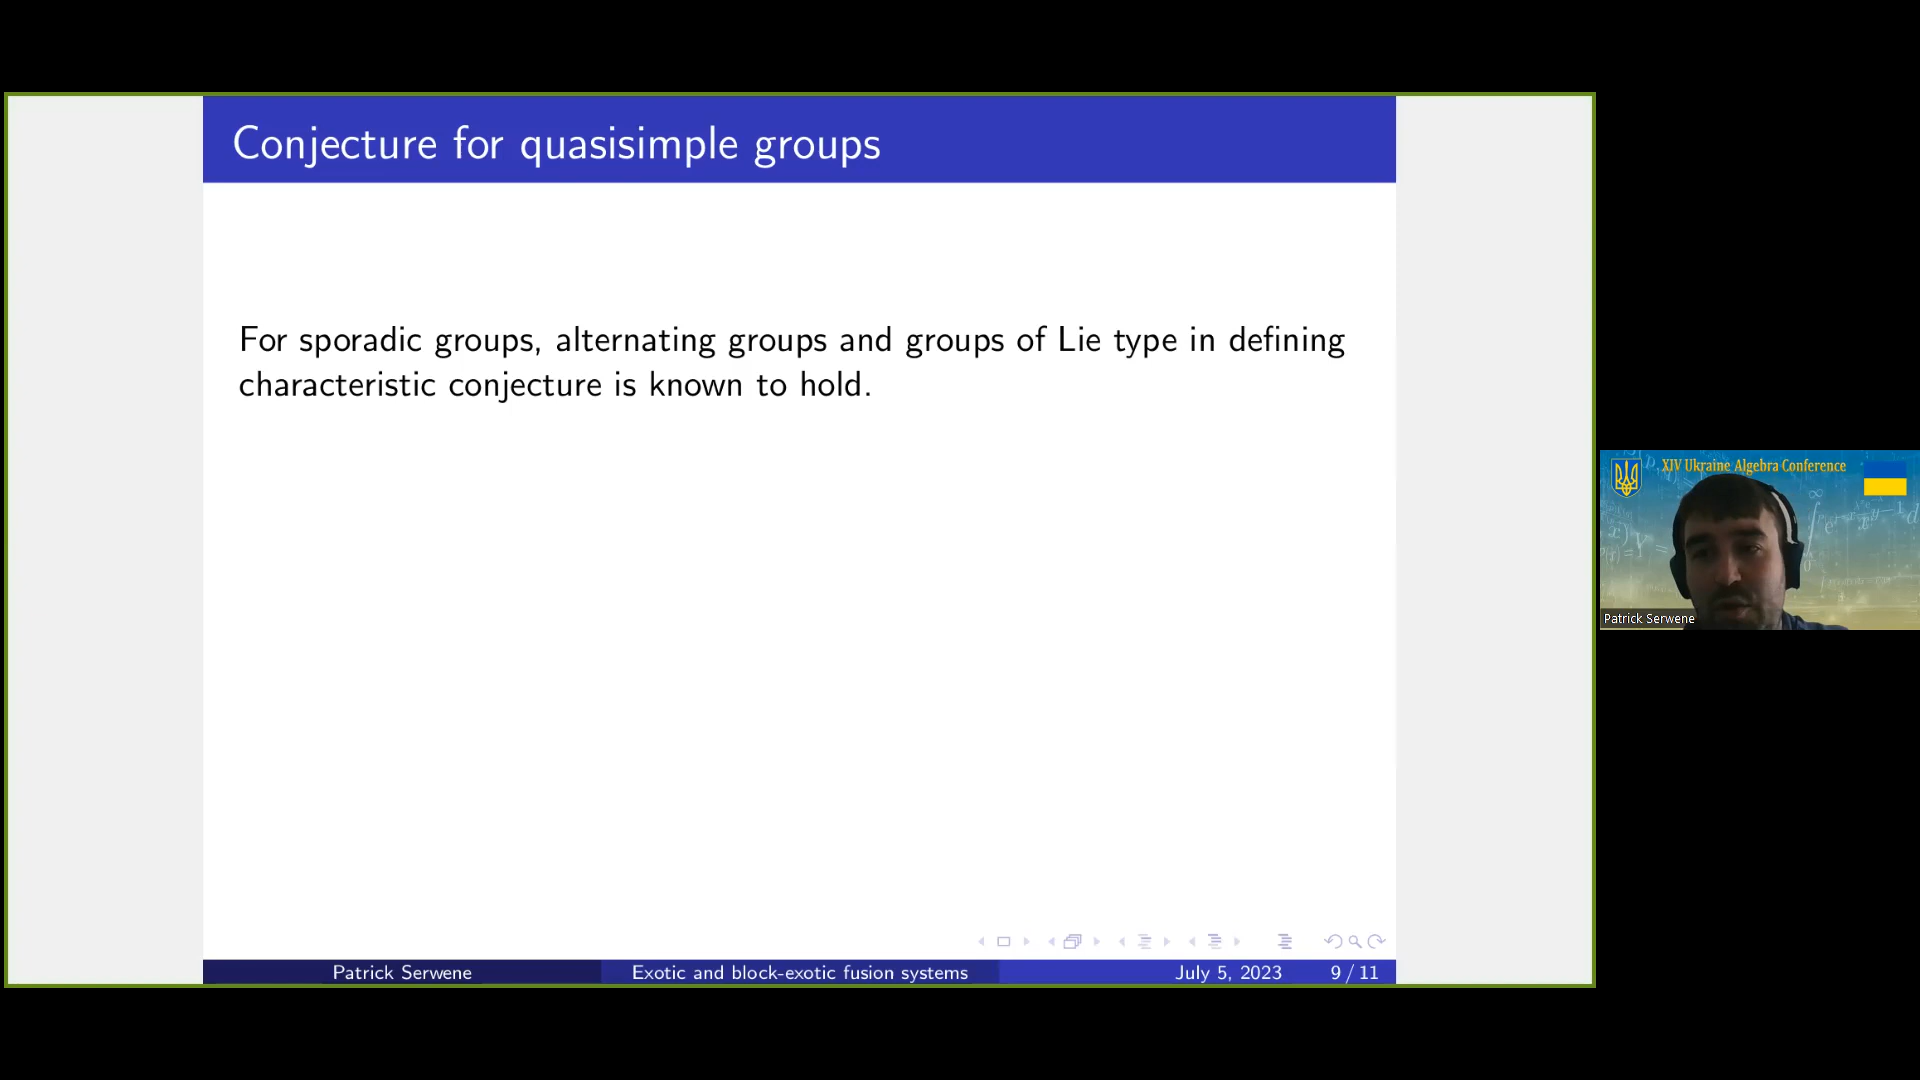 Conjecture for quasisimple groups
For sporadic groups, alternating groups and groups of Lie type in defining
characteristic conjecture is known to hold.
Patrick Serwene
Exotic and block-exotic fusion systems
July 5, 2023
9 / 11
XIV Ukraine Algebra Conference
Patrick Serwene